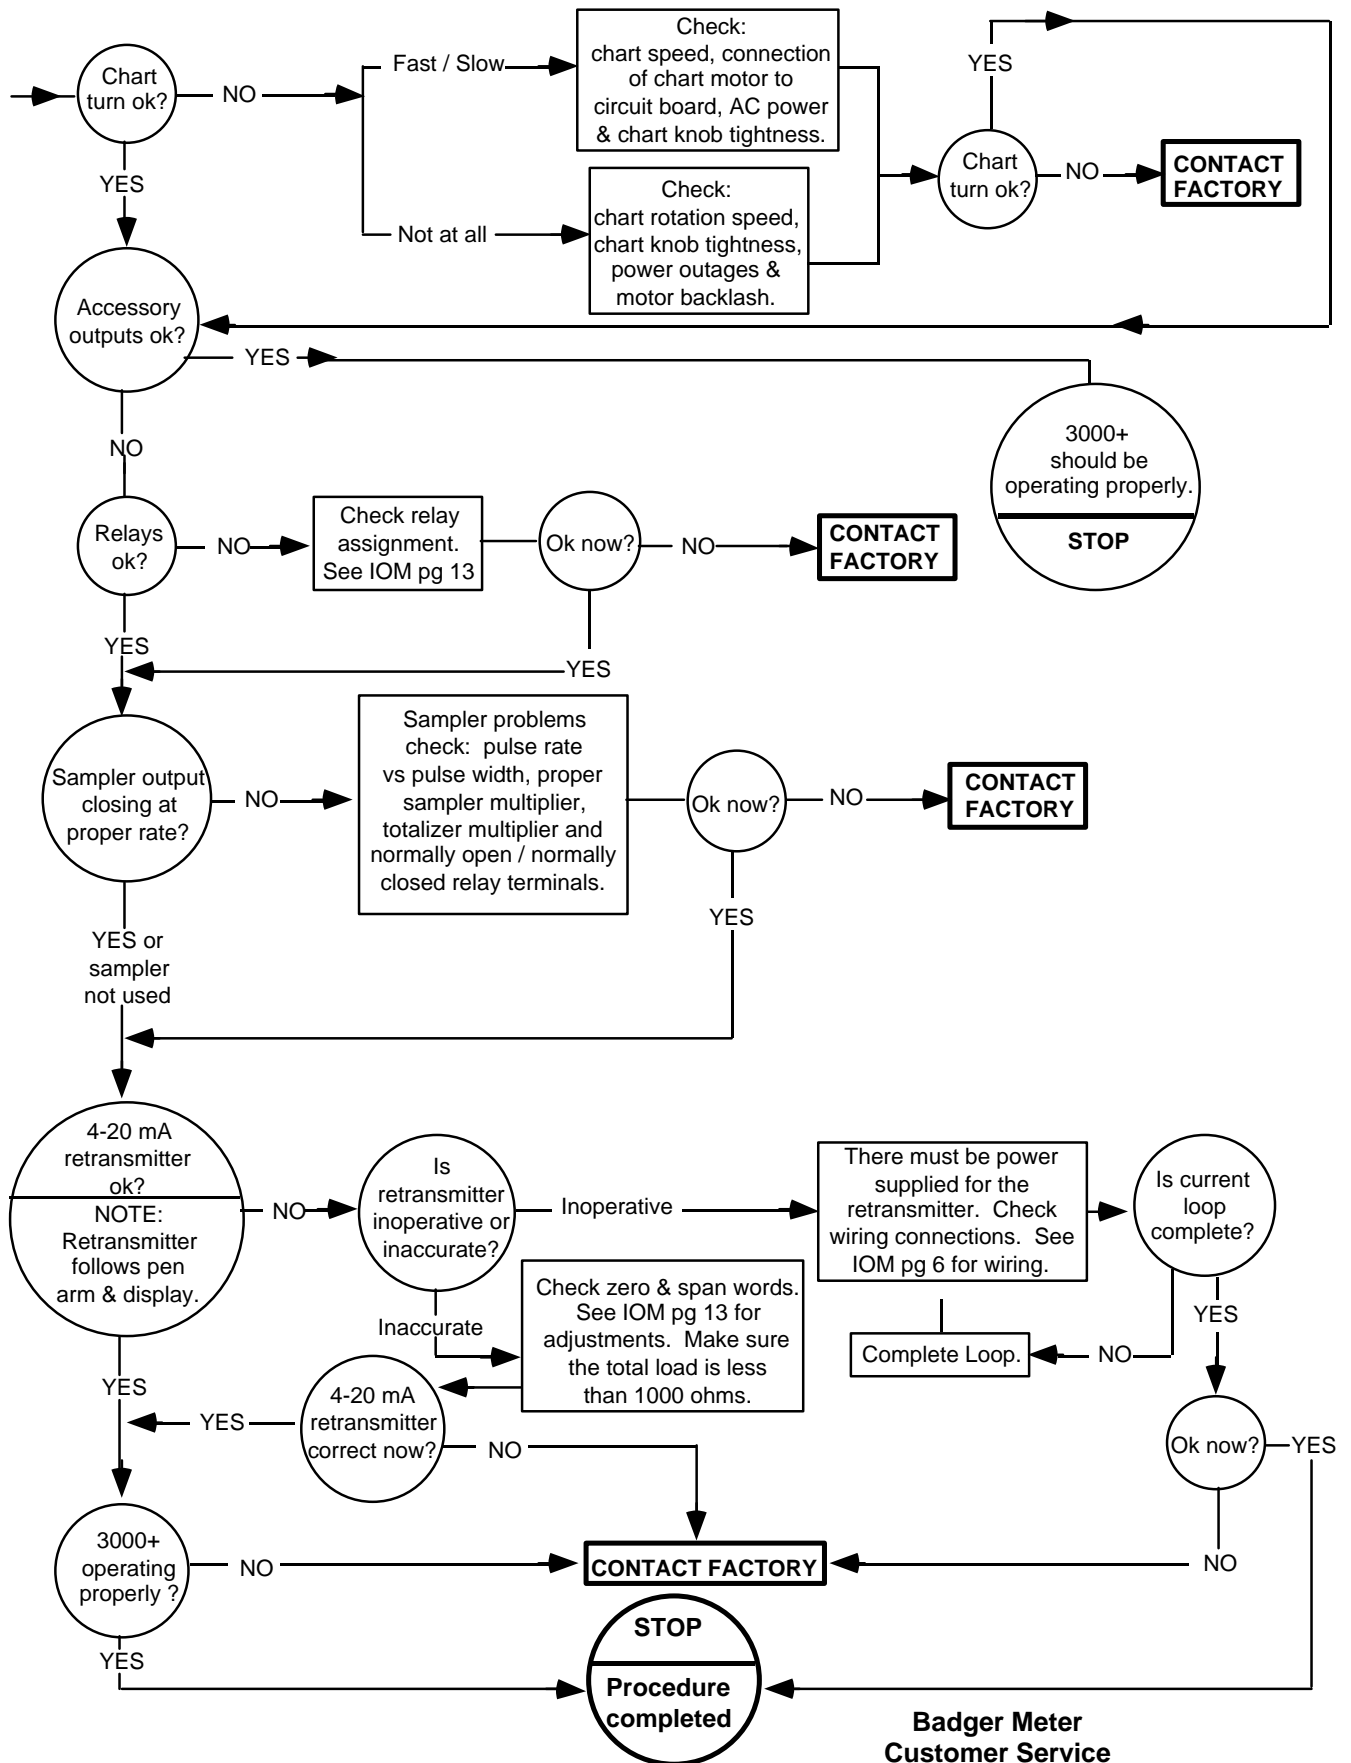 Chart
turn ok?
NO
Fast / Slow
Check:
chart speed, connection
of chart motor to
circuit board, AC power
& chart knob tightness.
YES
Chart
turn ok?
NO
CONTACT
FACTORY
YES
Not at all
Check:
chart rotation speed,
chart knob tightness,
power outages &
motor backlash.
Accessory
outputs ok?
YES
3000+
should be
operating properly.
STOP
NO
Relays
ok?
NO
Check relay
assignment.
See IOM pg 13
Ok now?
NO
CONTACT
FACTORY
YES
YES
Sampler output
closing at
proper rate?
NO
Sampler problems
check: pulse rate
vs pulse width, proper
sampler multiplier,
totalizer multiplier and
normally open / normally
closed relay terminals.
Ok now?
NO
CONTACT
FACTORY
YES
YES or
sampler
not used
4-20 mA
retransmitter
ok?
NOTE:
Retransmitter
follows pen
arm & display.
NO
Is
retransmitter
inoperative or
inaccurate?
Inoperative
There must be power
supplied for the
retransmitter. Check
wiring connections. See
IOM pg 6 for wiring.
Is current
loop
complete?
YES
NO
Complete Loop.
Inaccurate
Check zero & span words.
See IOM pg 13 for
adjustments. Make sure
the total load is less
than 1000 ohms.
YES
YES
4-20 mA
retransmitter
correct now?
NO
Ok now?
YES
NO
3000+
operating
properly ?
NO
CONTACT FACTORY
YES
STOP
Procedure
completed
Badger Meter
Customer Service